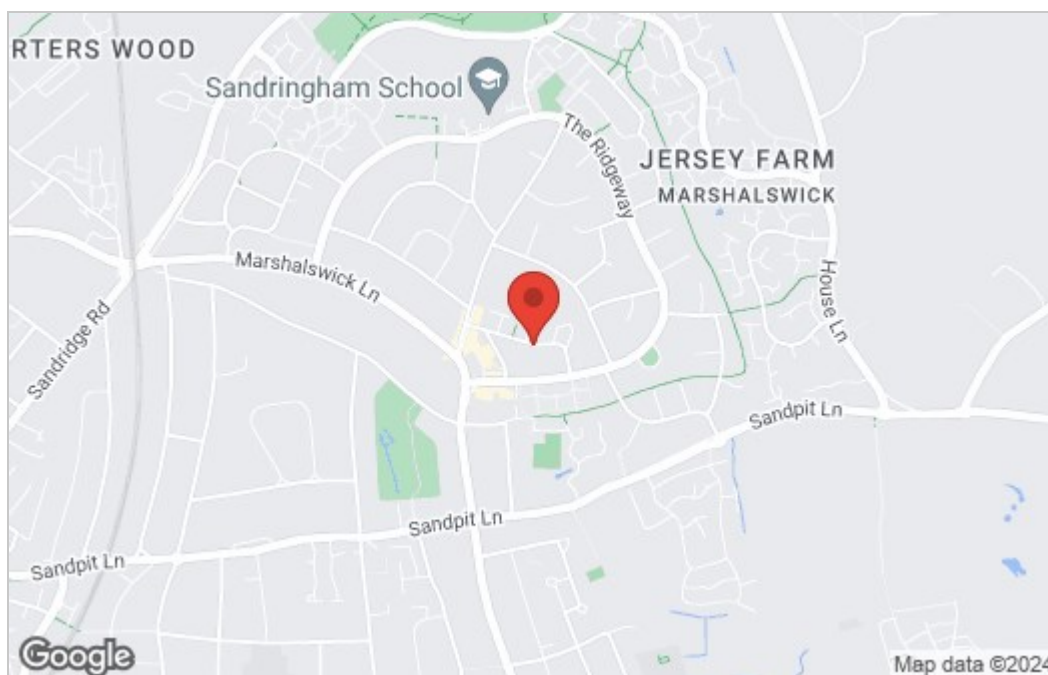 RTERS WOOD
Sandringham School
The Ridgeway
JERSEY FARM
MARSHALSWICK
Marshalswick Ln
House Ln
Sandridge Rd
Sandpit Ln
Sandpit Ln
Sandpit Ln
Google
Map data ©2024